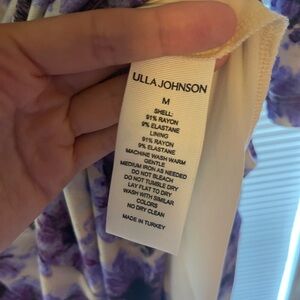 ULLA JOHNSON
M
SHELL:
91% RAYON
9% ELASTANE
LINING
91% RAYON
9% ELASTANE
MACHINE WASH WARM
GENTLE
MEDIUM IRON AS NEEDED
DO NOT BLEACH
DO NOT TUMBLE DRY
LAY FLAT TO DRY
WASH WITH SIMILAR
COLORS
NO DRY CLEAN
MADE IN TURKEY